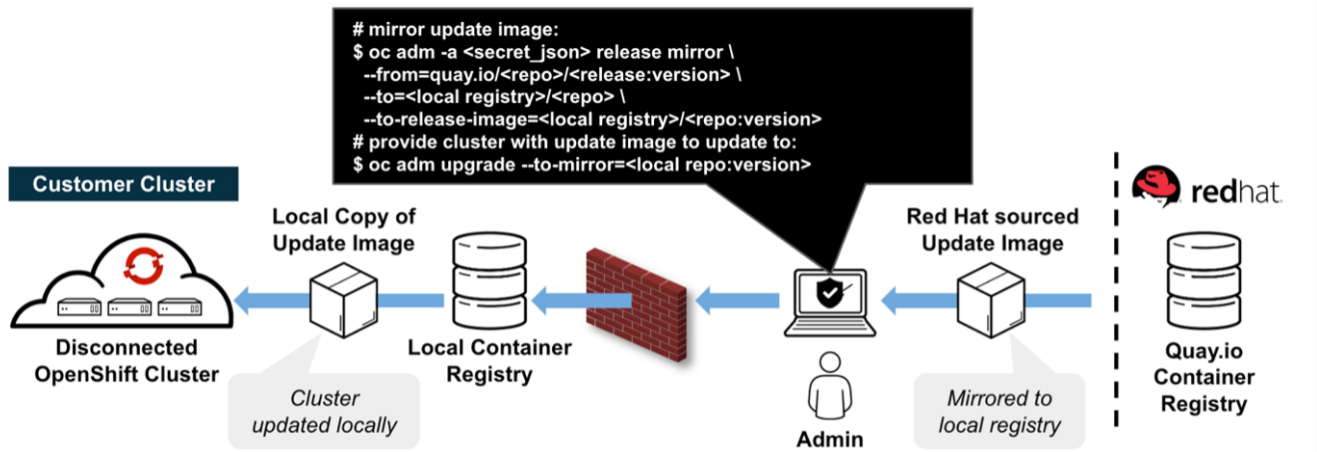 # mirror update image:
$ oc adm -a <secret_json> release mirror \
--from=quay.io/<repo>/<release:version> \
--to=<local registry>/<repo> \
--to-release-image=<local registry>/<repo:version>
# provide cluster with update image to update to:
$ oc adm upgrade --to-mirror=<local repo:version>
Customer Cluster
Local Copy of
Update Image
Red Hat sourced
Update Image
redhat.
Disconnected
OpenShift Cluster
Local Container
Registry
Quay.io
Container
Registry
Cluster
updated locally
Mirrored to
local registry
Admin